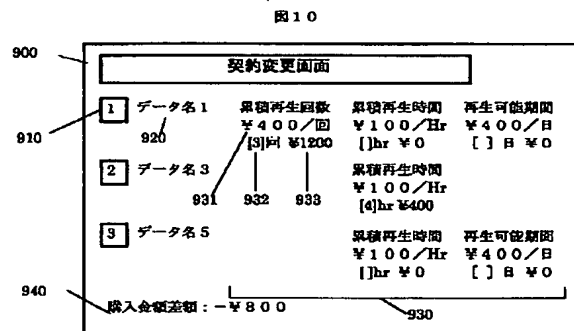 図10
900
契約変更画面
1 データ名1 累積再生回数 累積再生時間 再生可能期間
910 920 ¥400/回 ¥100/Hr ¥400/日
[3]回 ¥1200 []hr ¥0 [ ]日 ¥0
2 データ名3 累積再生時間
¥100/Hr
931 932 933 [4]hr ¥400
3 データ名5 累積再生時間 再生可能期間
¥100/Hr ¥400/日
[]hr ¥0 [ ]日 ¥0
940
購入金額差額:-¥800 930